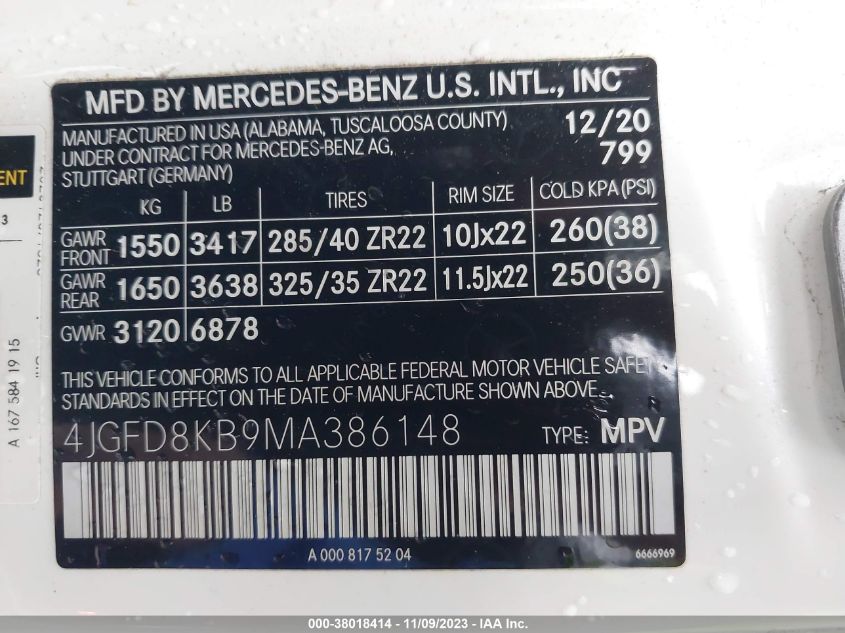 MFD BY MERCEDES-BENZ U.S. INTL., INC
MANUFACTURED IN USA (ALABAMA, TUSCALOOSA COUNTY) 12/20
UNDER CONTRACT FOR MERCEDES-BENZ AG, 799
STUTTGART (GERMANY)
KG LB TIRES RIM SIZE COLD KPA (PSI)
GAWR FRONT 1550 3417 285/40 ZR22 10Jx22 260(38)
GAWR REAR 1650 3638 325/35 ZR22 11.5Jx22 250(36)
GVWR 3120 6878
THIS VEHICLE CONFORMS TO ALL APPLICABLE FEDERAL MOTOR VEHICLE SAFETY
STANDARDS IN EFFECT ON THE DATE OF MANUFACTURE SHOWN ABOVE.
4JGFD8KB9MA386148 TYPE: MPV
A 000 817 52 04 6666969
ENT
3
A 167 584 19 15
000-38018414 - 11/09/2023 - IAA Inc.